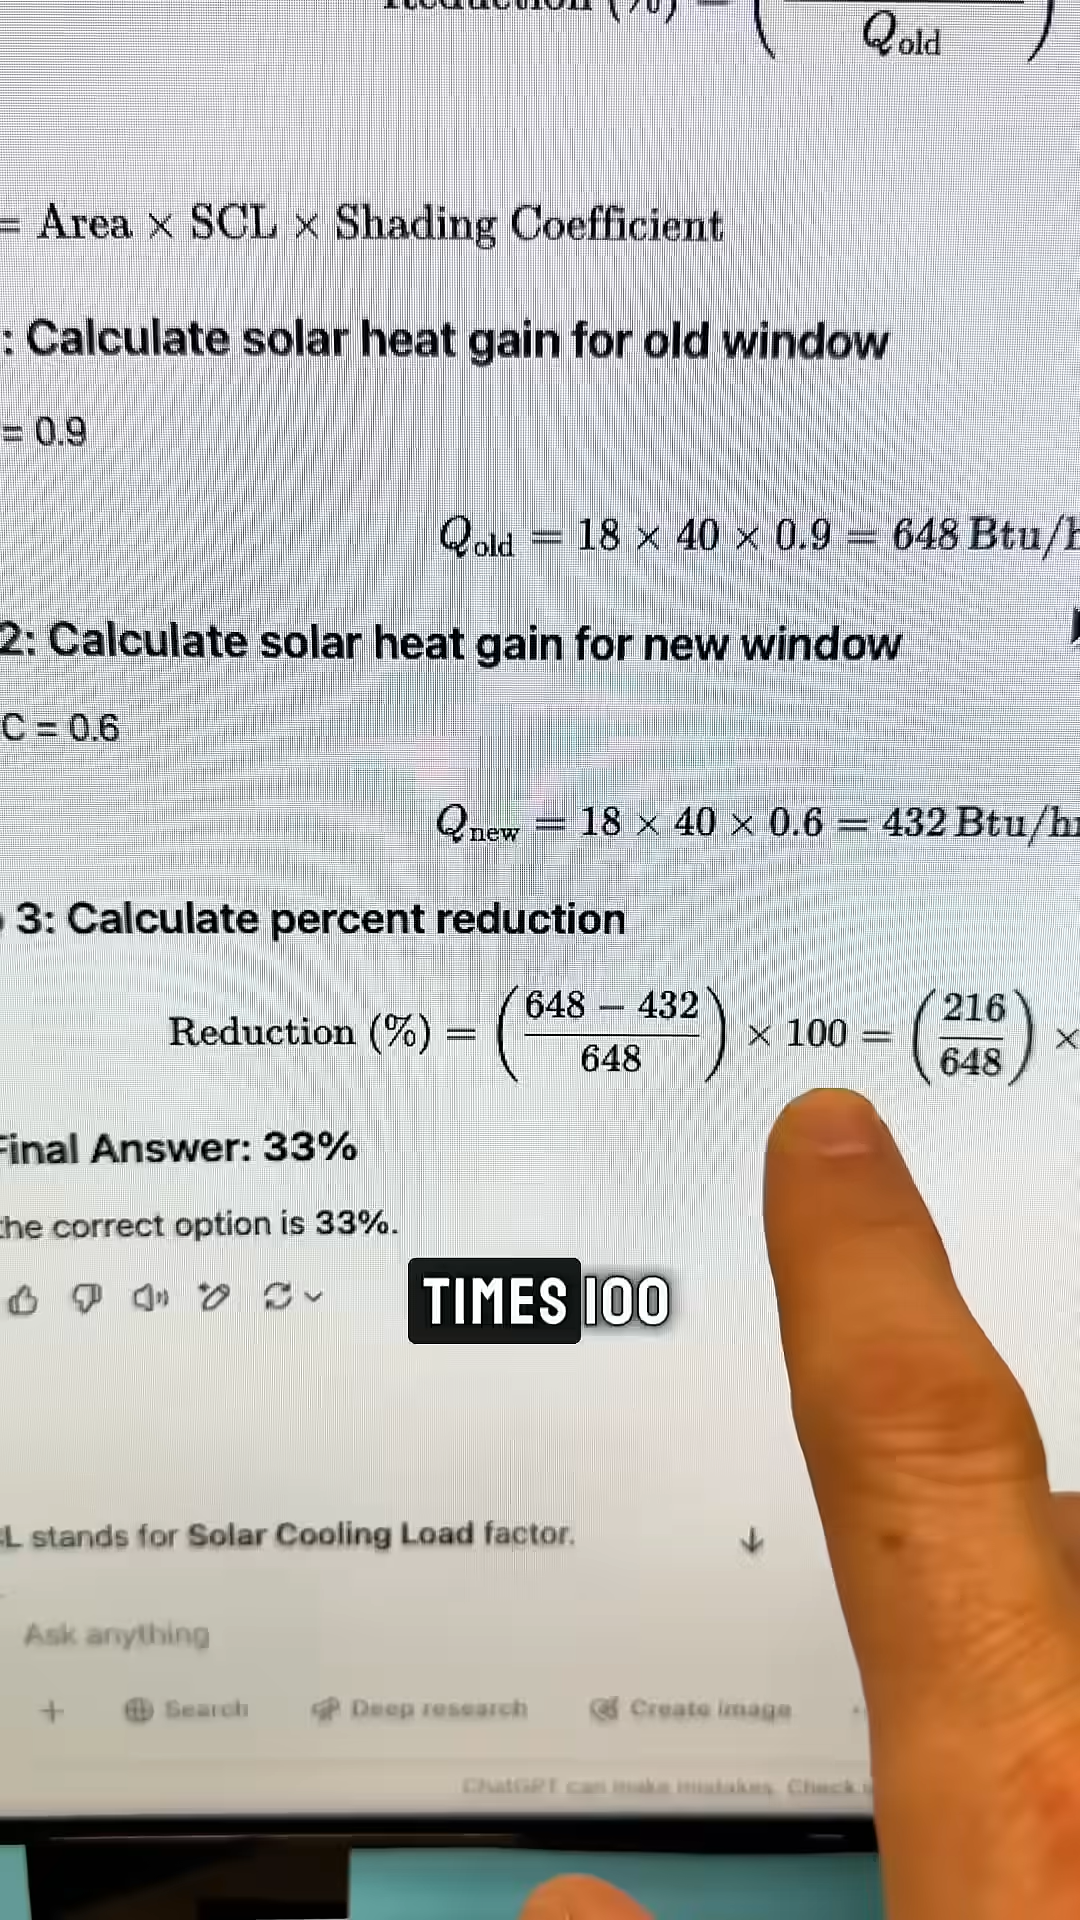 Reduction (%) =
Q_old
= Area × SCL × Shading Coefficient
: Calculate solar heat gain for old window
= 0.9
Q_old = 18 × 40 × 0.9 = 648 Btu/h
2: Calculate solar heat gain for new window
C = 0.6
Q_new = 18 × 40 × 0.6 = 432 Btu/hr
3: Calculate percent reduction
Reduction (%) = ((648 − 432)/648) × 100 = (216/648) ×
Final Answer: 33%
the correct option is 33%.
TIMES 100
L stands for Solar Cooling Load factor.
Ask anything
+ Search Deep research Create image
ChatGPT can make mistakes. Check